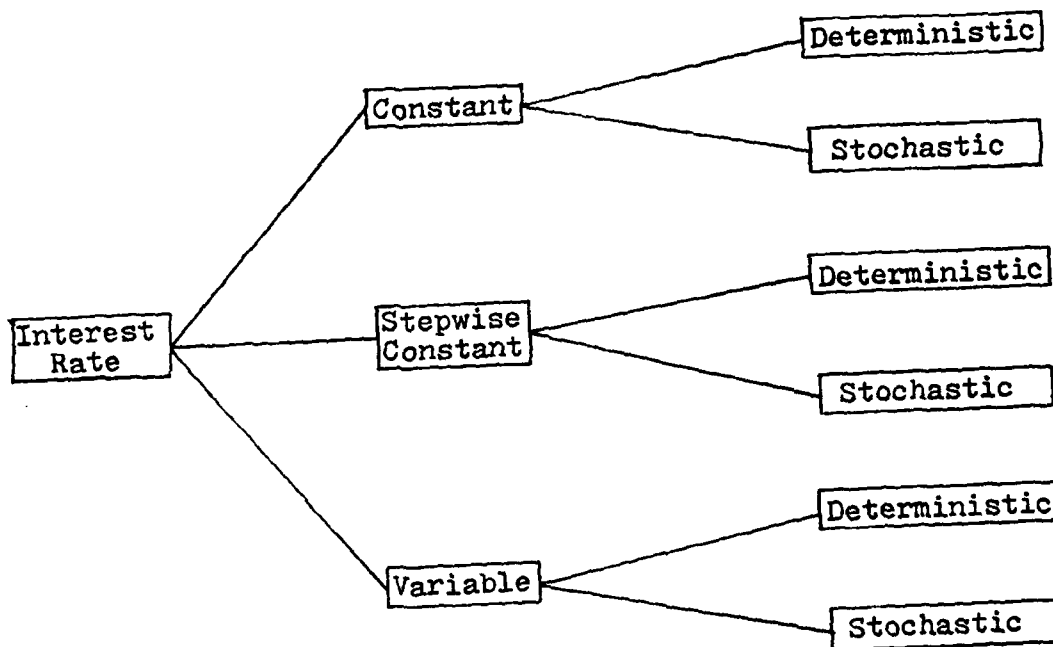 Deterministic
Constant
Stochastic
Deterministic
Interest
Rate
Stepwise
Constant
Stochastic
Deterministic
Variable
Stochastic